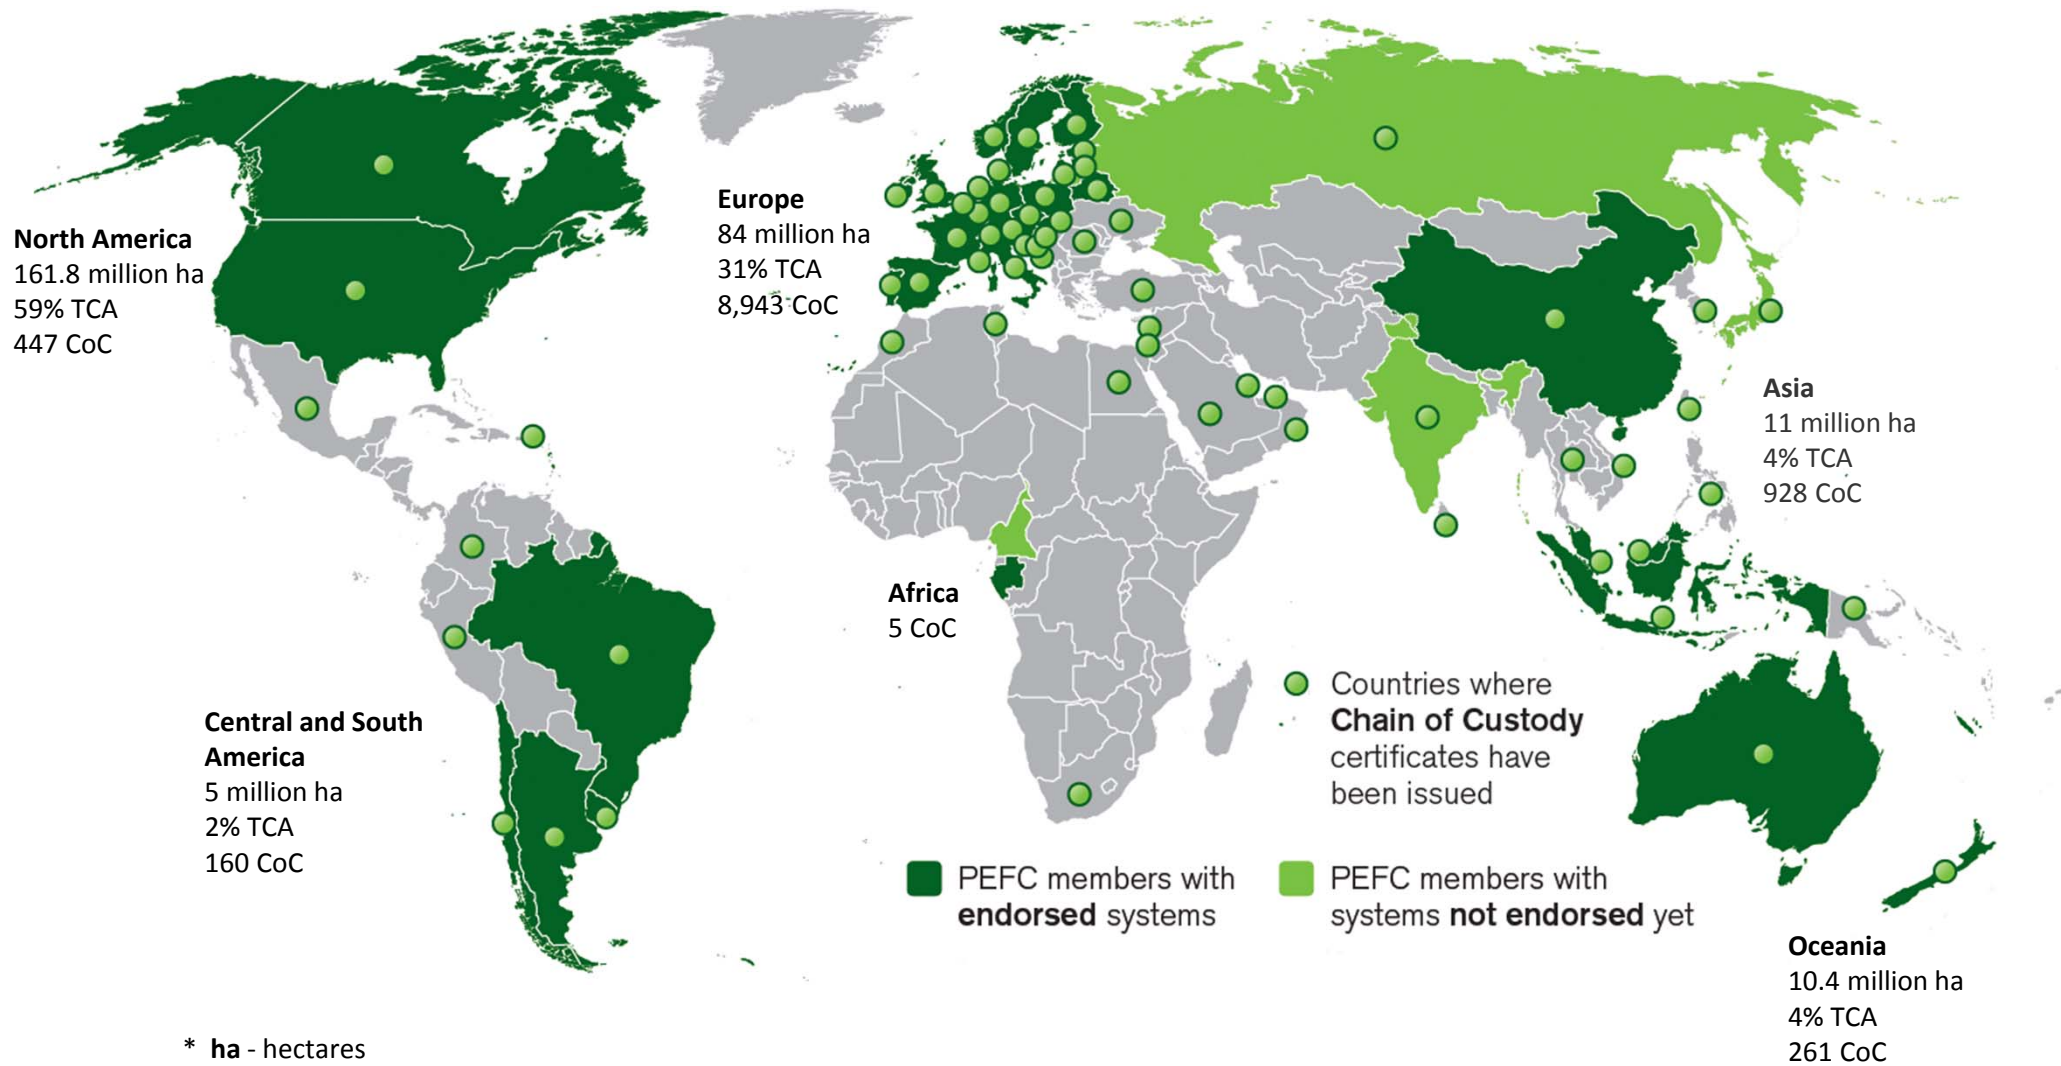 North America
161.8 million ha
59% TCA
447 CoC
Europe
84 million ha
31% TCA
8,943 CoC
Asia
11 million ha
4% TCA
928 CoC
Africa
5 CoC
Central and South
America
5 million ha
2% TCA
160 CoC
Countries where
Chain of Custody
certificates have
been issued
PEFC members with
endorsed systems
PEFC members with
systems not endorsed yet
Oceania
10.4 million ha
4% TCA
261 CoC
* ha - hectares